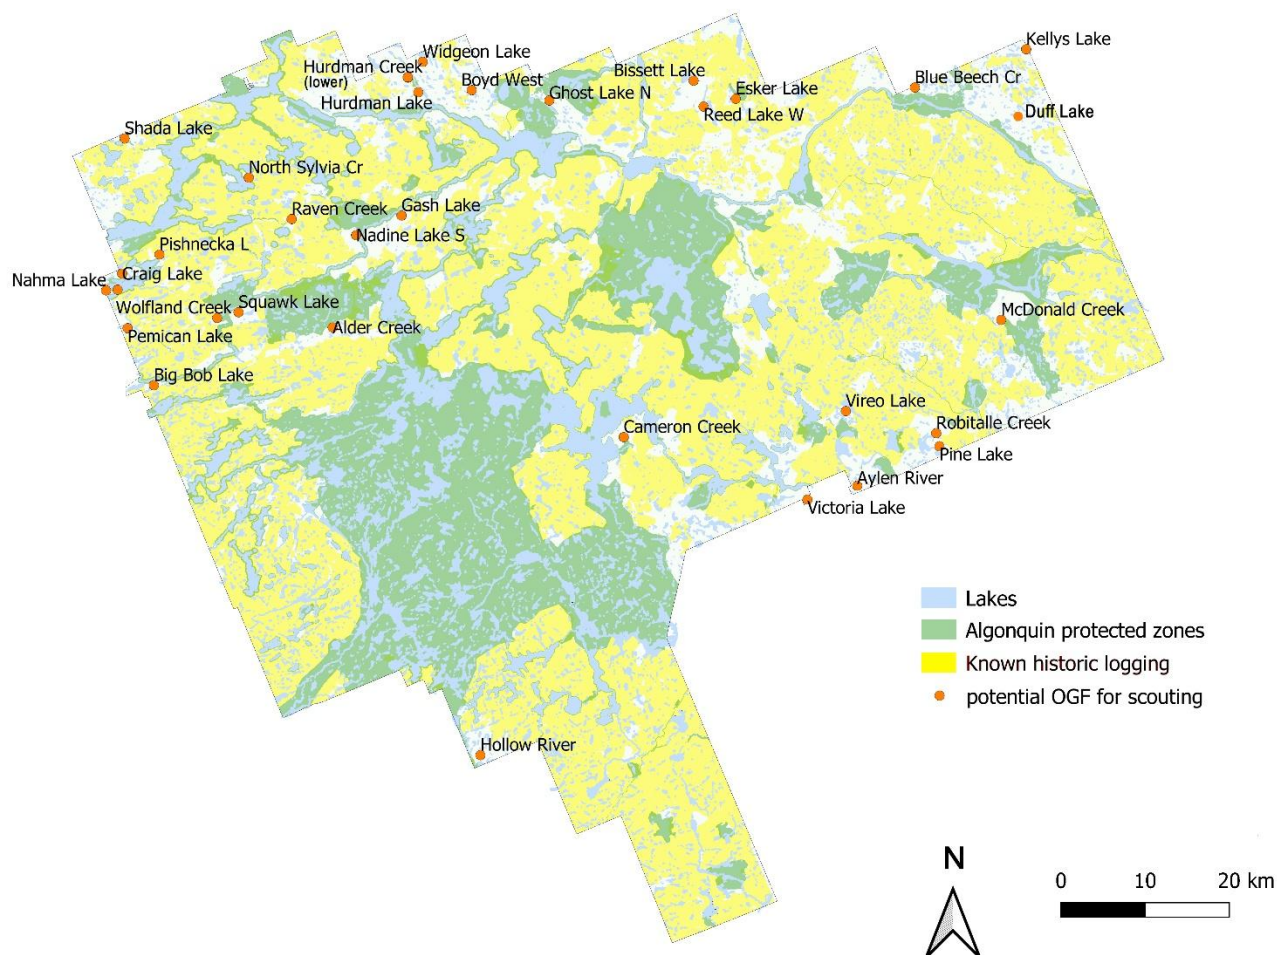 Kellys Lake
Widgeon Lake
Hurdman Creek
(lower)
Boyd West
Bissett Lake
Blue Beech Cr
Hurdman Lake
Ghost Lake N
Esker Lake
Reed Lake W
Duff Lake
Shada Lake
North Sylvia Cr
Raven Creek
Gash Lake
Nadine Lake S
Pishnecka L
Craig Lake
Nahma Lake
Wolfland Creek
Squawk Lake
Alder Creek
McDonald Creek
Pemican Lake
Big Bob Lake
Vireo Lake
Cameron Creek
Robitalle Creek
Pine Lake
Aylen River
Victoria Lake
Lakes
Algonquin protected zones
Known historic logging
potential OGF for scouting
Hollow River
N
0 10 20 km